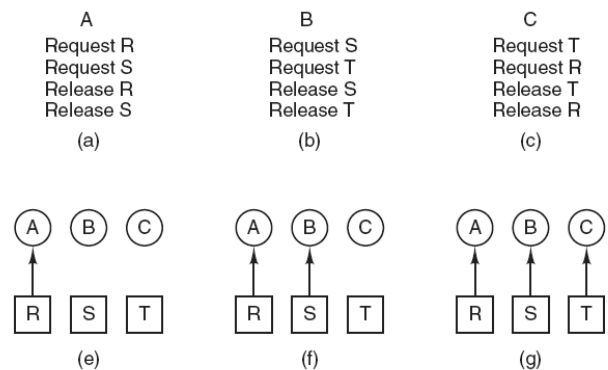 A B C
Request R Request S Request T
Request S Request T Request R
Release R Release S Release T
Release S Release T Release R
(a) (b) (c)
A B C A B C A B C
R S T R S T R S T
(e) (f) (g)